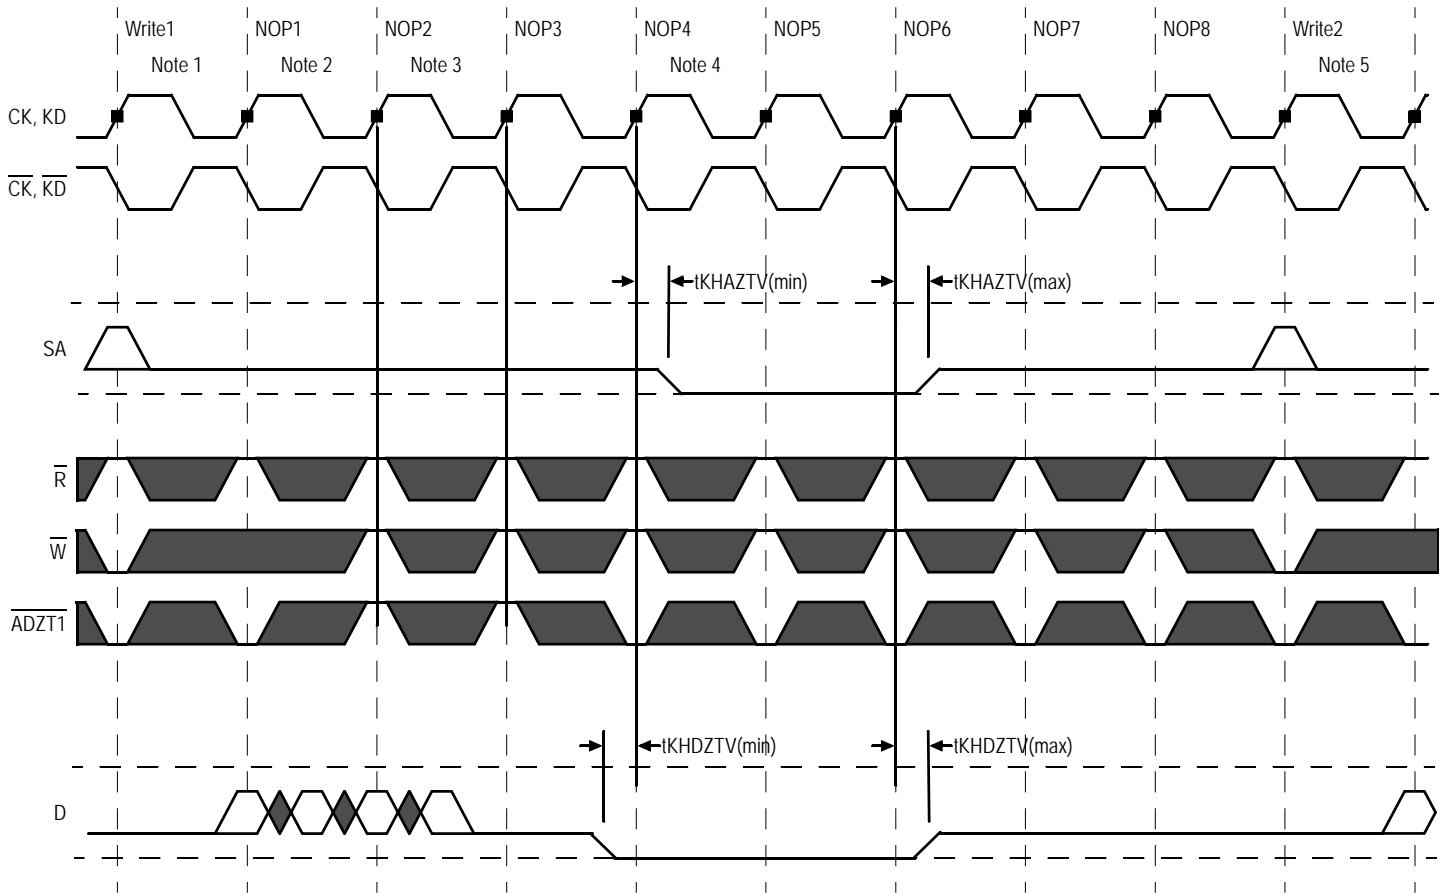 Write1 NOP1 NOP2 NOP3 NOP4 NOP5 NOP6 NOP7 NOP8 Write2
Note 1 Note 2 Note 3 Note 4 Note 5
CK, KD
CK, KD
tKHAZTV(min) tKHAZTV(max)
SA
R
W
ADZT1
tKHDZTV(min) tKHDZTV(max)
D